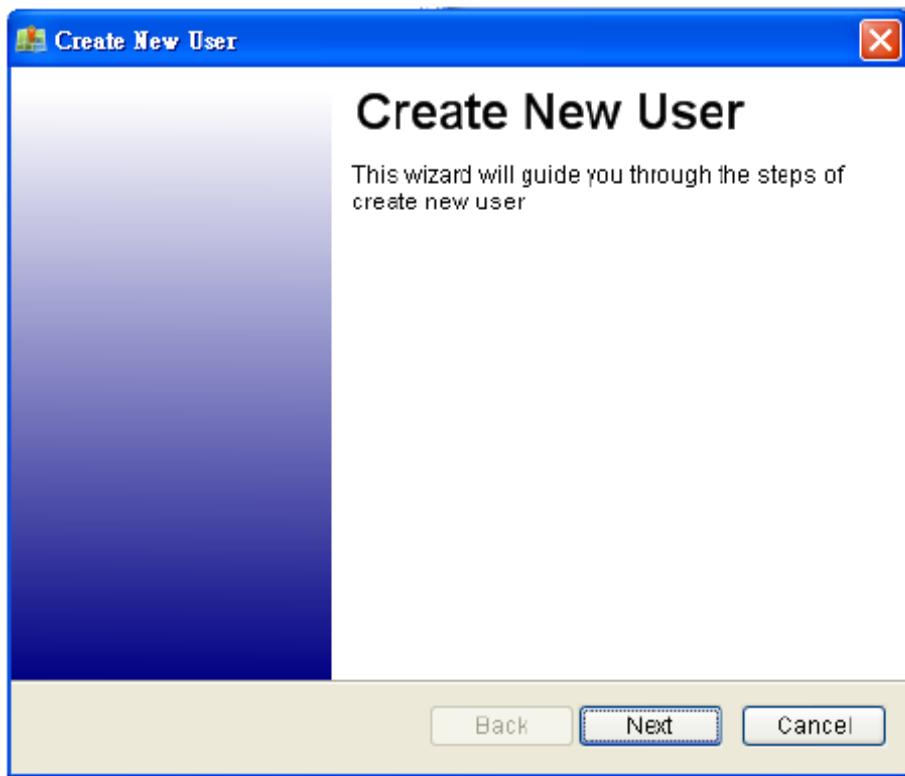 Create New User
Create New User
This wizard will guide you through the steps of
create new user
Back
Next
Cancel